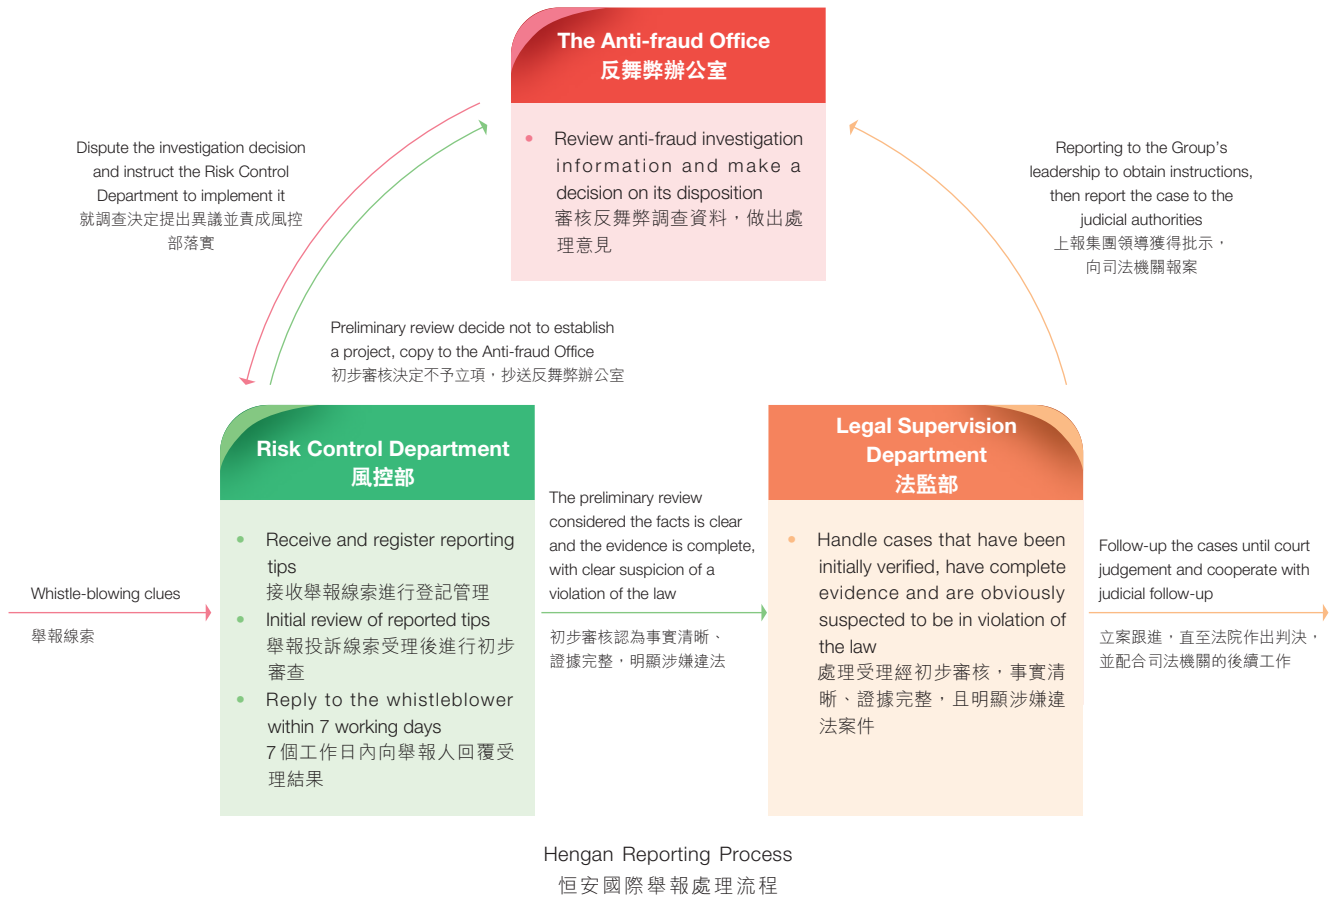 The Anti-fraud Office
反舞弊辦公室
Review anti-fraud investigation
information and make a
decision on its disposition
審核反舞弊調查資料，做出處
理意見
Dispute the investigation decision
and instruct the Risk Control
Department to implement it
就調查決定提出異議並責成風控
部落實
Reporting to the Group's
leadership to obtain instructions,
then report the case to the
judicial authorities
上報集團領導獲得批示，
向司法機關報案
Preliminary review decide not to establish
a project, copy to the Anti-fraud Office
初步審核決定不予立項，抄送反舞弊辦公室
Whistle-blowing clues
舉報線索
Risk Control Department
風控部
• Receive and register reporting
tips
接收舉報線索進行登記管理
• Initial review of reported tips
舉報投訴線索受理後進行初步
審查
• Reply to the whistleblower
within 7 working days
7個工作日內向舉報人回覆受
理結果
The preliminary review
considered the facts is clear
and the evidence is complete,
with clear suspicion of a
violation of the law
初步審核認為事實清晰、
證據完整，明顯涉嫌違法
Legal Supervision
Department
法監部
• Handle cases that have been
initially verified, have complete
evidence and are obviously
suspected to be in violation of
the law
處理受理經初步審核，事實清
晰、證據完整，且明顯涉嫌違
法案件
Follow-up the cases until court
judgement and cooperate with
judicial follow-up
立案跟進，直至法院作出判決，
並配合司法機關的後續工作
Hengan Reporting Process
恒安國際舉報處理流程